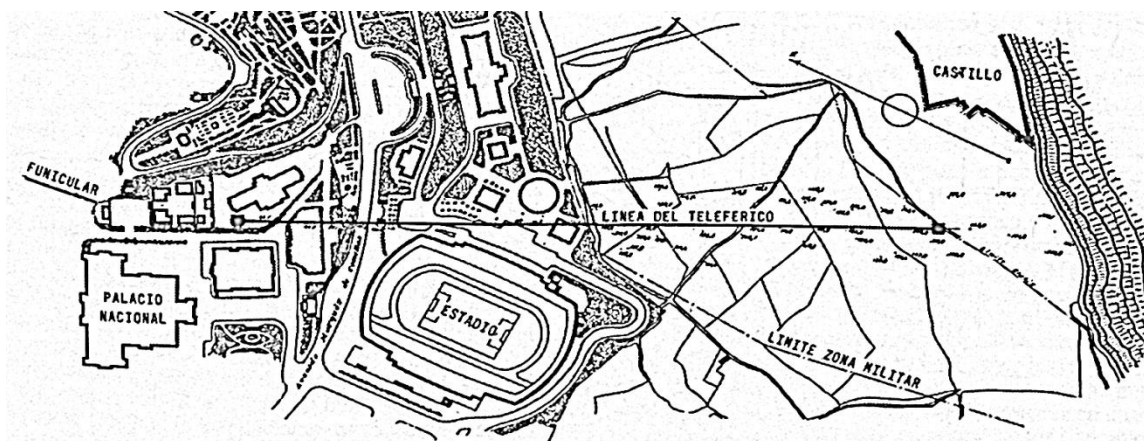 CASTILLO
FUNICULAR
LINEA DEL TELEFERICO
PALACIO
NACIONAL
ESTADIO
LIMITE ZONA MILITAR